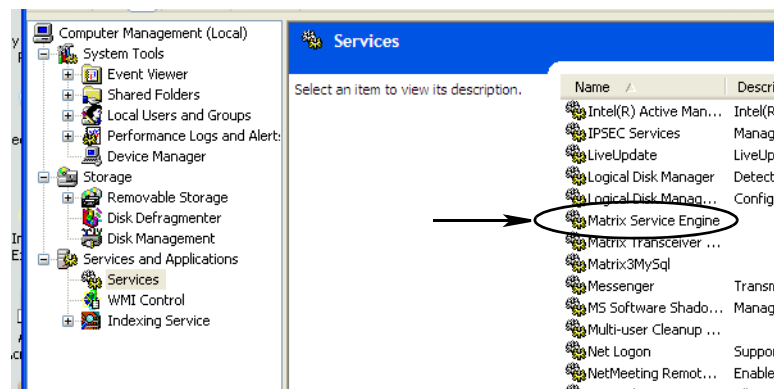 Computer Management (Local)
System Tools
Event Viewer
Shared Folders
Local Users and Groups
Performance Logs and Alert
Device Manager
Storage
Removable Storage
Disk Defragmenter
Disk Management
Services and Applications
Services
WMI Control
Indexing Service
Services
Select an item to view its description.
Name Descri
Intel(R) Active Man... Intel(R
IPSEC Services Manag
LiveUpdate LiveUp
Logical Disk Manager Detect
Logical Disk Manag... Config
Matrix Service Engine
Matrix Transceiver ...
Matrix3MySql
Messenger Transm
MS Software Shado... Manag
Multi-user Cleanup ...
Net Logon Suppor
NetMeeting Remot... Enable